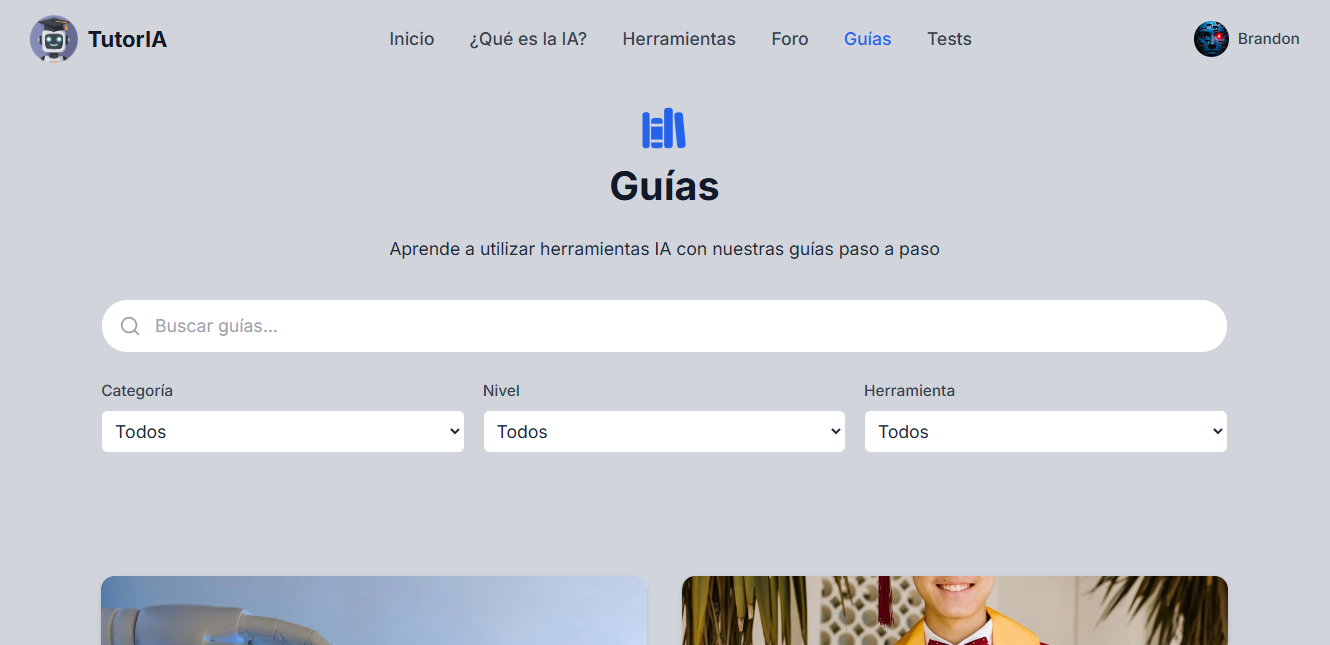 TutorIA
Inicio
¿Qué es la IA?
Herramientas
Foro
Guías
Tests
Brandon
Guías
Aprende a utilizar herramientas IA con nuestras guías paso a paso
Buscar guías...
Categoría
Nivel
Herramienta
Todos
Todos
Todos